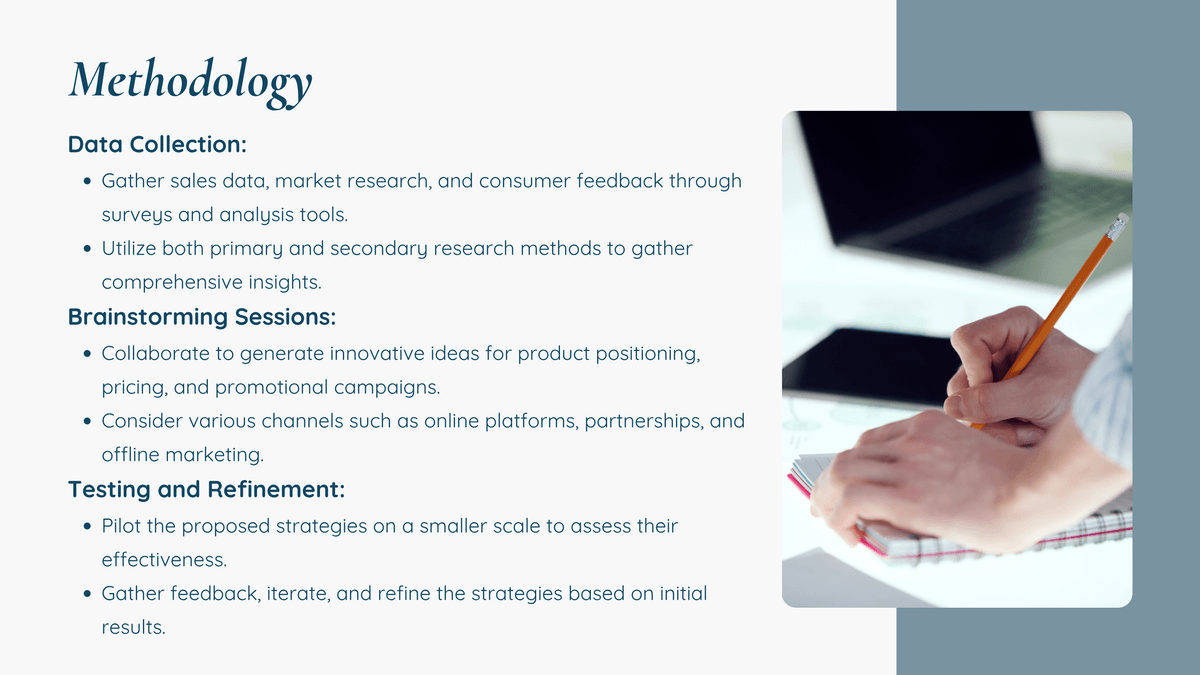 Methodology
Data Collection:
• Gather sales data, market research, and consumer feedback through
surveys and analysis tools.
• Utilize both primary and secondary research methods to gather
comprehensive insights.
Brainstorming Sessions:
• Collaborate to generate innovative ideas for product positioning,
pricing, and promotional campaigns.
• Consider various channels such as online platforms, partnerships, and
offline marketing.
Testing and Refinement:
• Pilot the proposed strategies on a smaller scale to assess their
effectiveness.
• Gather feedback, iterate, and refine the strategies based on initial
results.